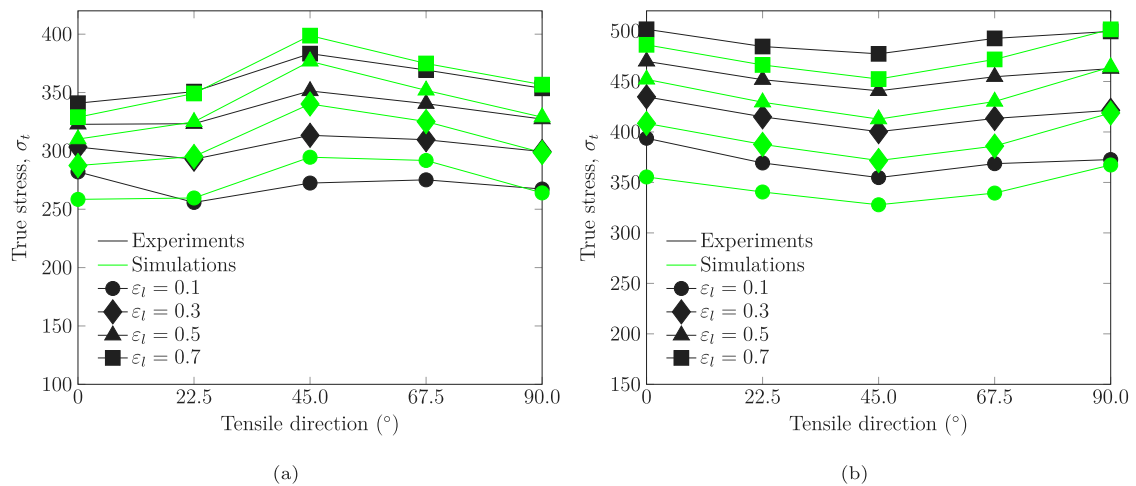 400
350
300
250
200
150
100
True stress, σt
Experiments
Simulations
εl = 0.1
εl = 0.3
εl = 0.5
εl = 0.7
0 22.5 45.0 67.5 90.0
Tensile direction (°)
(a)
500
450
400
350
300
250
200
150
True stress, σt
Experiments
Simulations
εl = 0.1
εl = 0.3
εl = 0.5
εl = 0.7
0 22.5 45.0 67.5 90.0
Tensile direction (°)
(b)